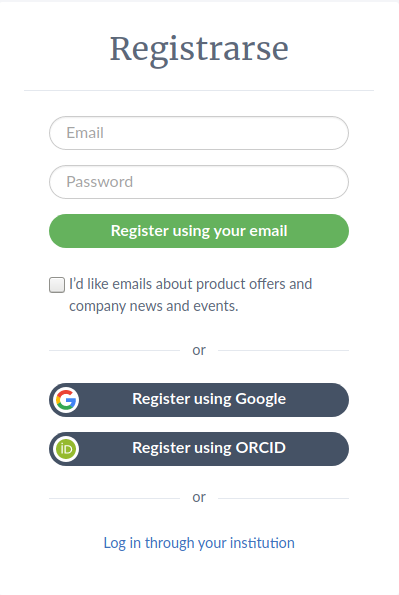 Registrarse
Email
Password
Register using your email
I'd like emails about product offers and
company news and events.
or
Register using Google
iD
Register using ORCID
or
Log in through your institution